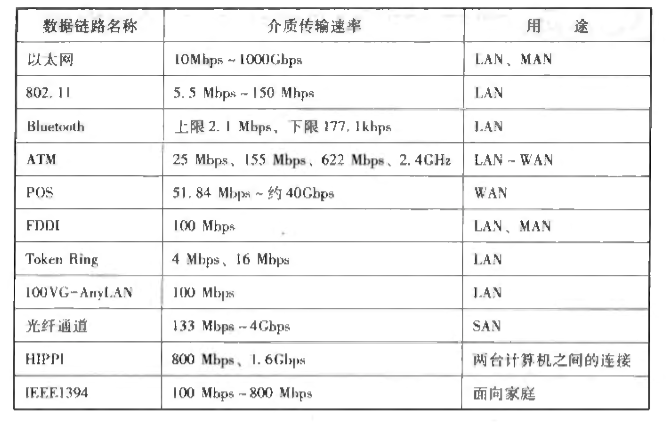 数据链路名称 介质传输速率 用 途
以太网 10Mbps ~ 1000Gbps LAN、MAN
802.11 5.5 Mbps ~ 150 Mbps LAN
Bluetooth 上限 2.1 Mbps、下限 177.1kbps LAN
ATM 25 Mbps、155 Mbps、622 Mbps、2.4GHz LAN ~ WAN
POS 51.84 Mbps ~ 约 40Gbps WAN
FDDI 100 Mbps LAN、MAN
Token Ring 4 Mbps、16 Mbps LAN
100VG-AnyLAN 100 Mbps LAN
光纤通道 133 Mbps ~ 4Gbps SAN
HIPPI 800 Mbps、1.6Gbps 两台计算机之间的连接
IEEE1394 100 Mbps ~ 800 Mbps 面向家庭